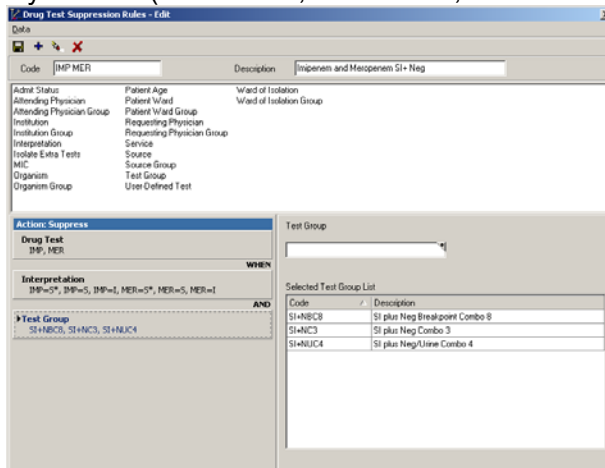 Drug Test Suppression Rules - Edit
Data
Code IMP MER Description Imipenem and Meropenem SI+ Neg
Admit Status Patient Age Ward of Isolation
Attending Physician Patient Ward Ward of Isolation Group
Attending Physician Group Patient Ward Group
Institution Requesting Physician
Institution Group Requesting Physician Group
Interpretation Service
Isolate Extra Tests Source
MIC Source Group
Organism Test Group
Organism Group User-Defined Test
Action: Suppress
Drug Test
IMP, MER
WHEN
Interpretation
IMP=S*, IMP=S, IMP=I, MER=S*, MER=S, MER=I
AND
Test Group
SI+NBC8, SI+NC3, SI+NUC4
Test Group
Selected Test Group List
Code Description
SI+NBC8 SI plus Neg Breakpoint Combo 8
SI+NC3 SI plus Neg Combo 3
SI+NUC4 SI plus Neg/Urine Combo 4